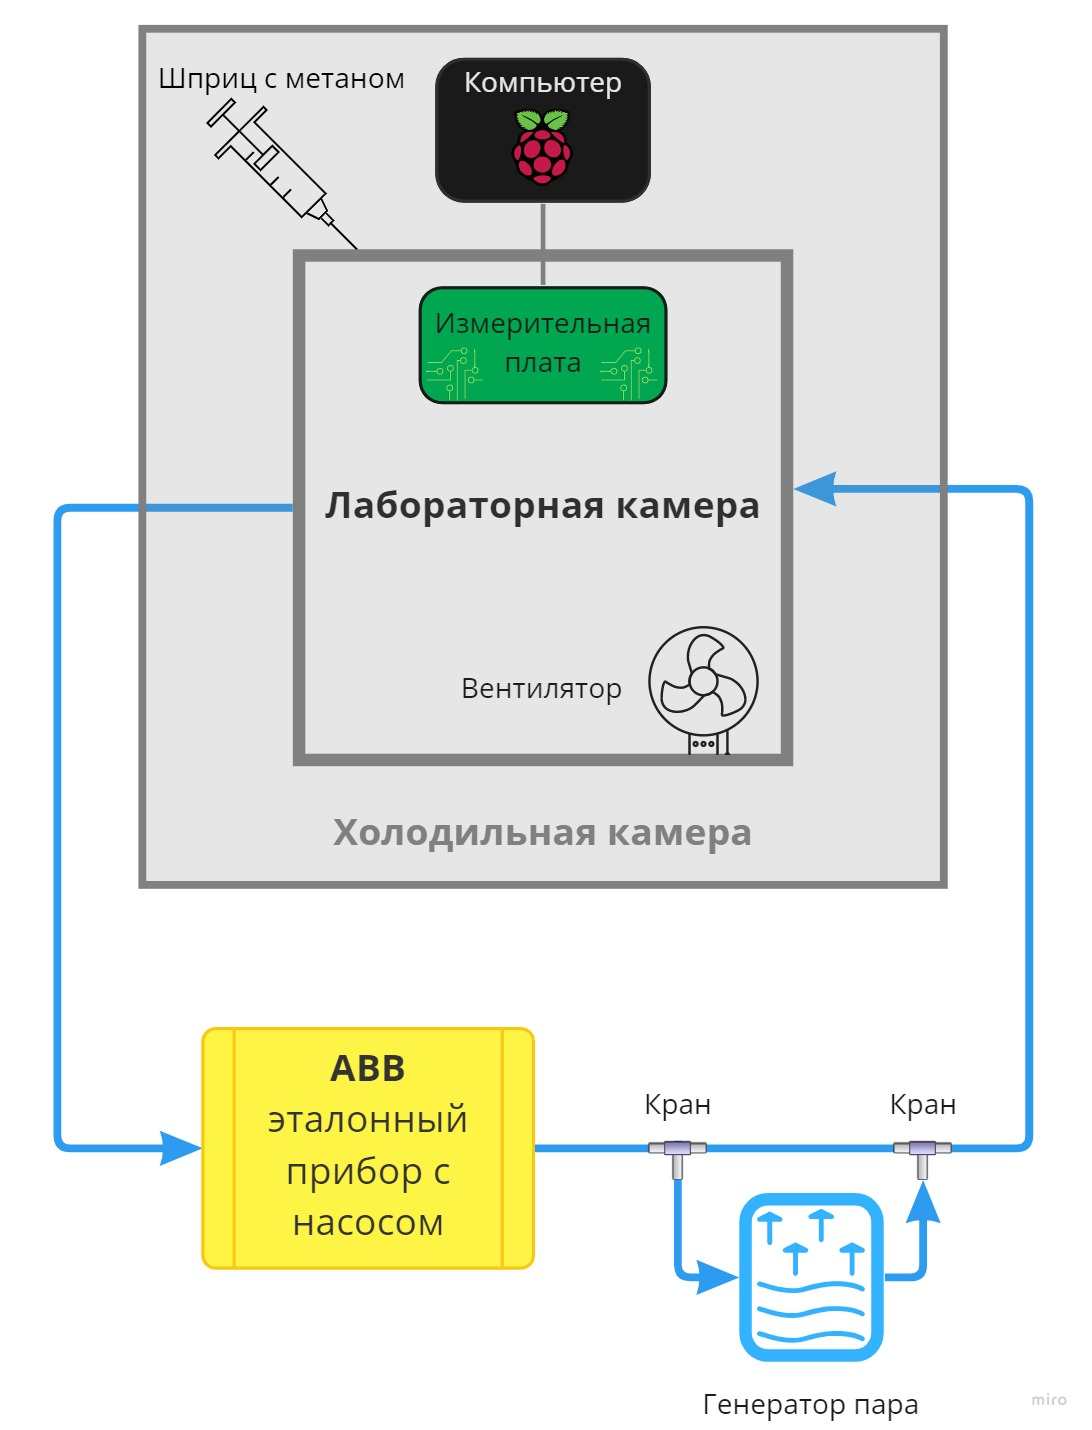 Шприц с метаном
Компьютер
Измерительная
плата
Лабораторная камера
Вентилятор
Холодильная камера
ABB
эталонный
прибор с
насосом
Кран
Кран
Генератор пара
miro